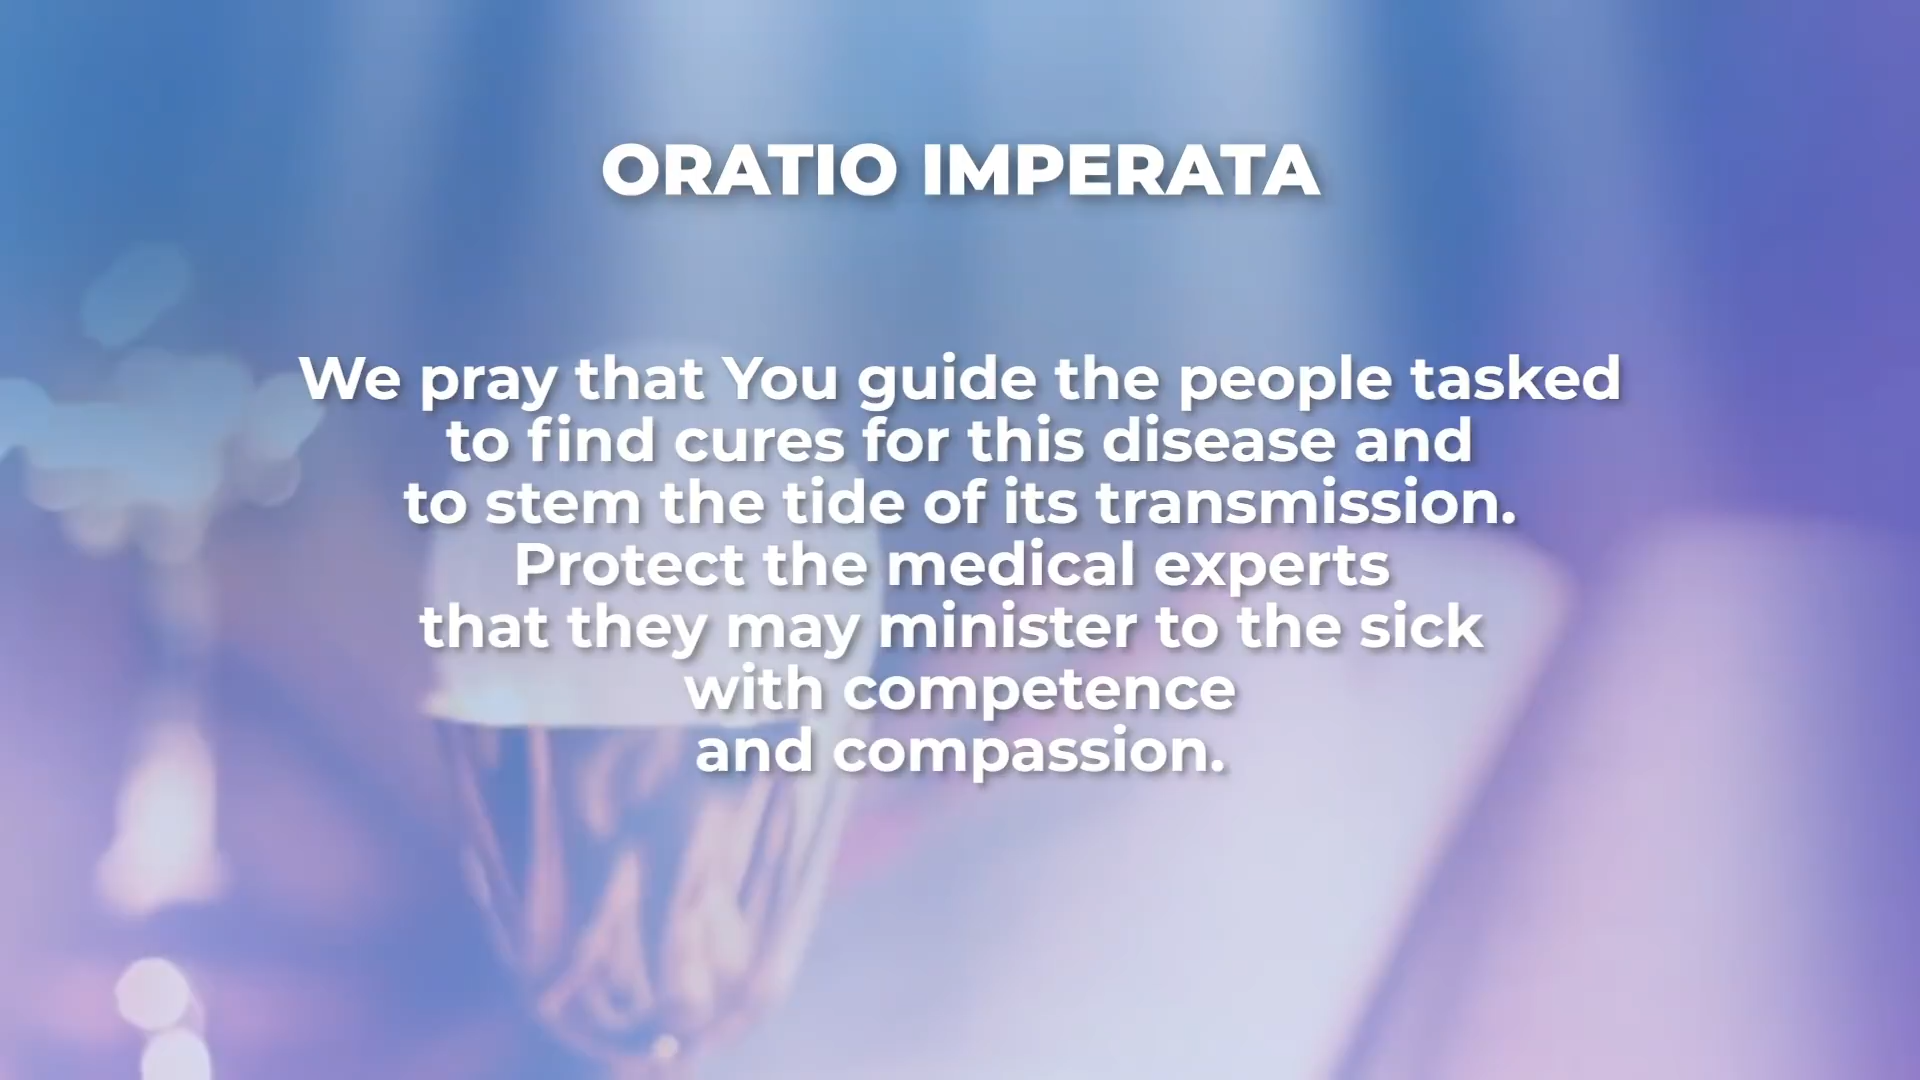 ORATIO IMPERATA
We pray that You guide the people tasked
to find cures for this disease and
to stem the tide of its transmission.
Protect the medical experts
that they may minister to the sick
with competence
and compassion.